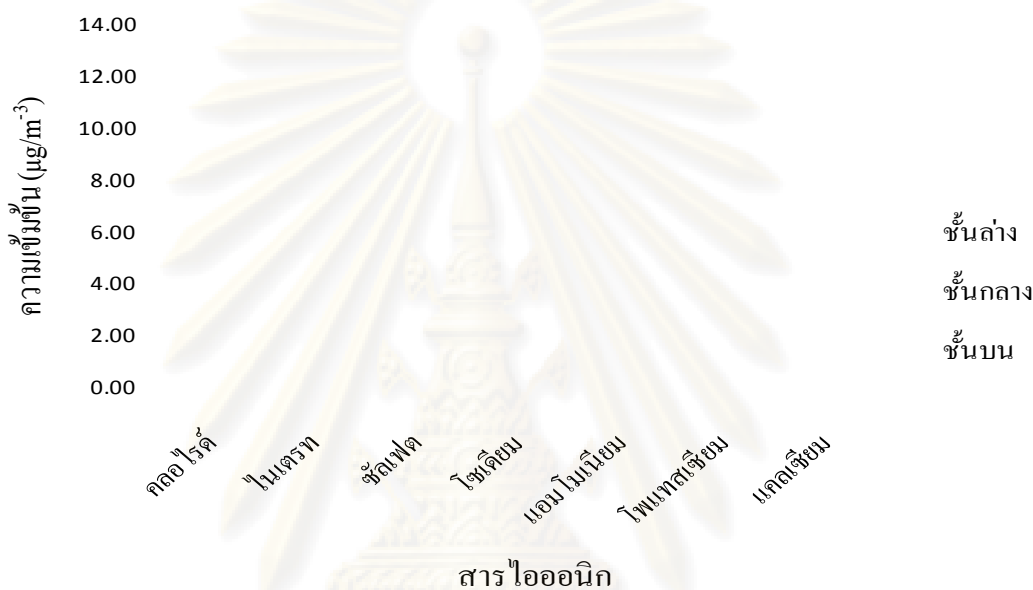 14.00
12.00
10.00
8.00
6.00
4.00
2.00
0.00
ความเข้มข้น (µg/m⁻³)
คลอไรด์
ไนเตรท
ซัลเฟต
โซเดียม
แอมโมเนียม
โพแทสเซียม
แคลเซียม
สารไอออนิก
ชั้นล่าง
ชั้นกลาง
ชั้นบน